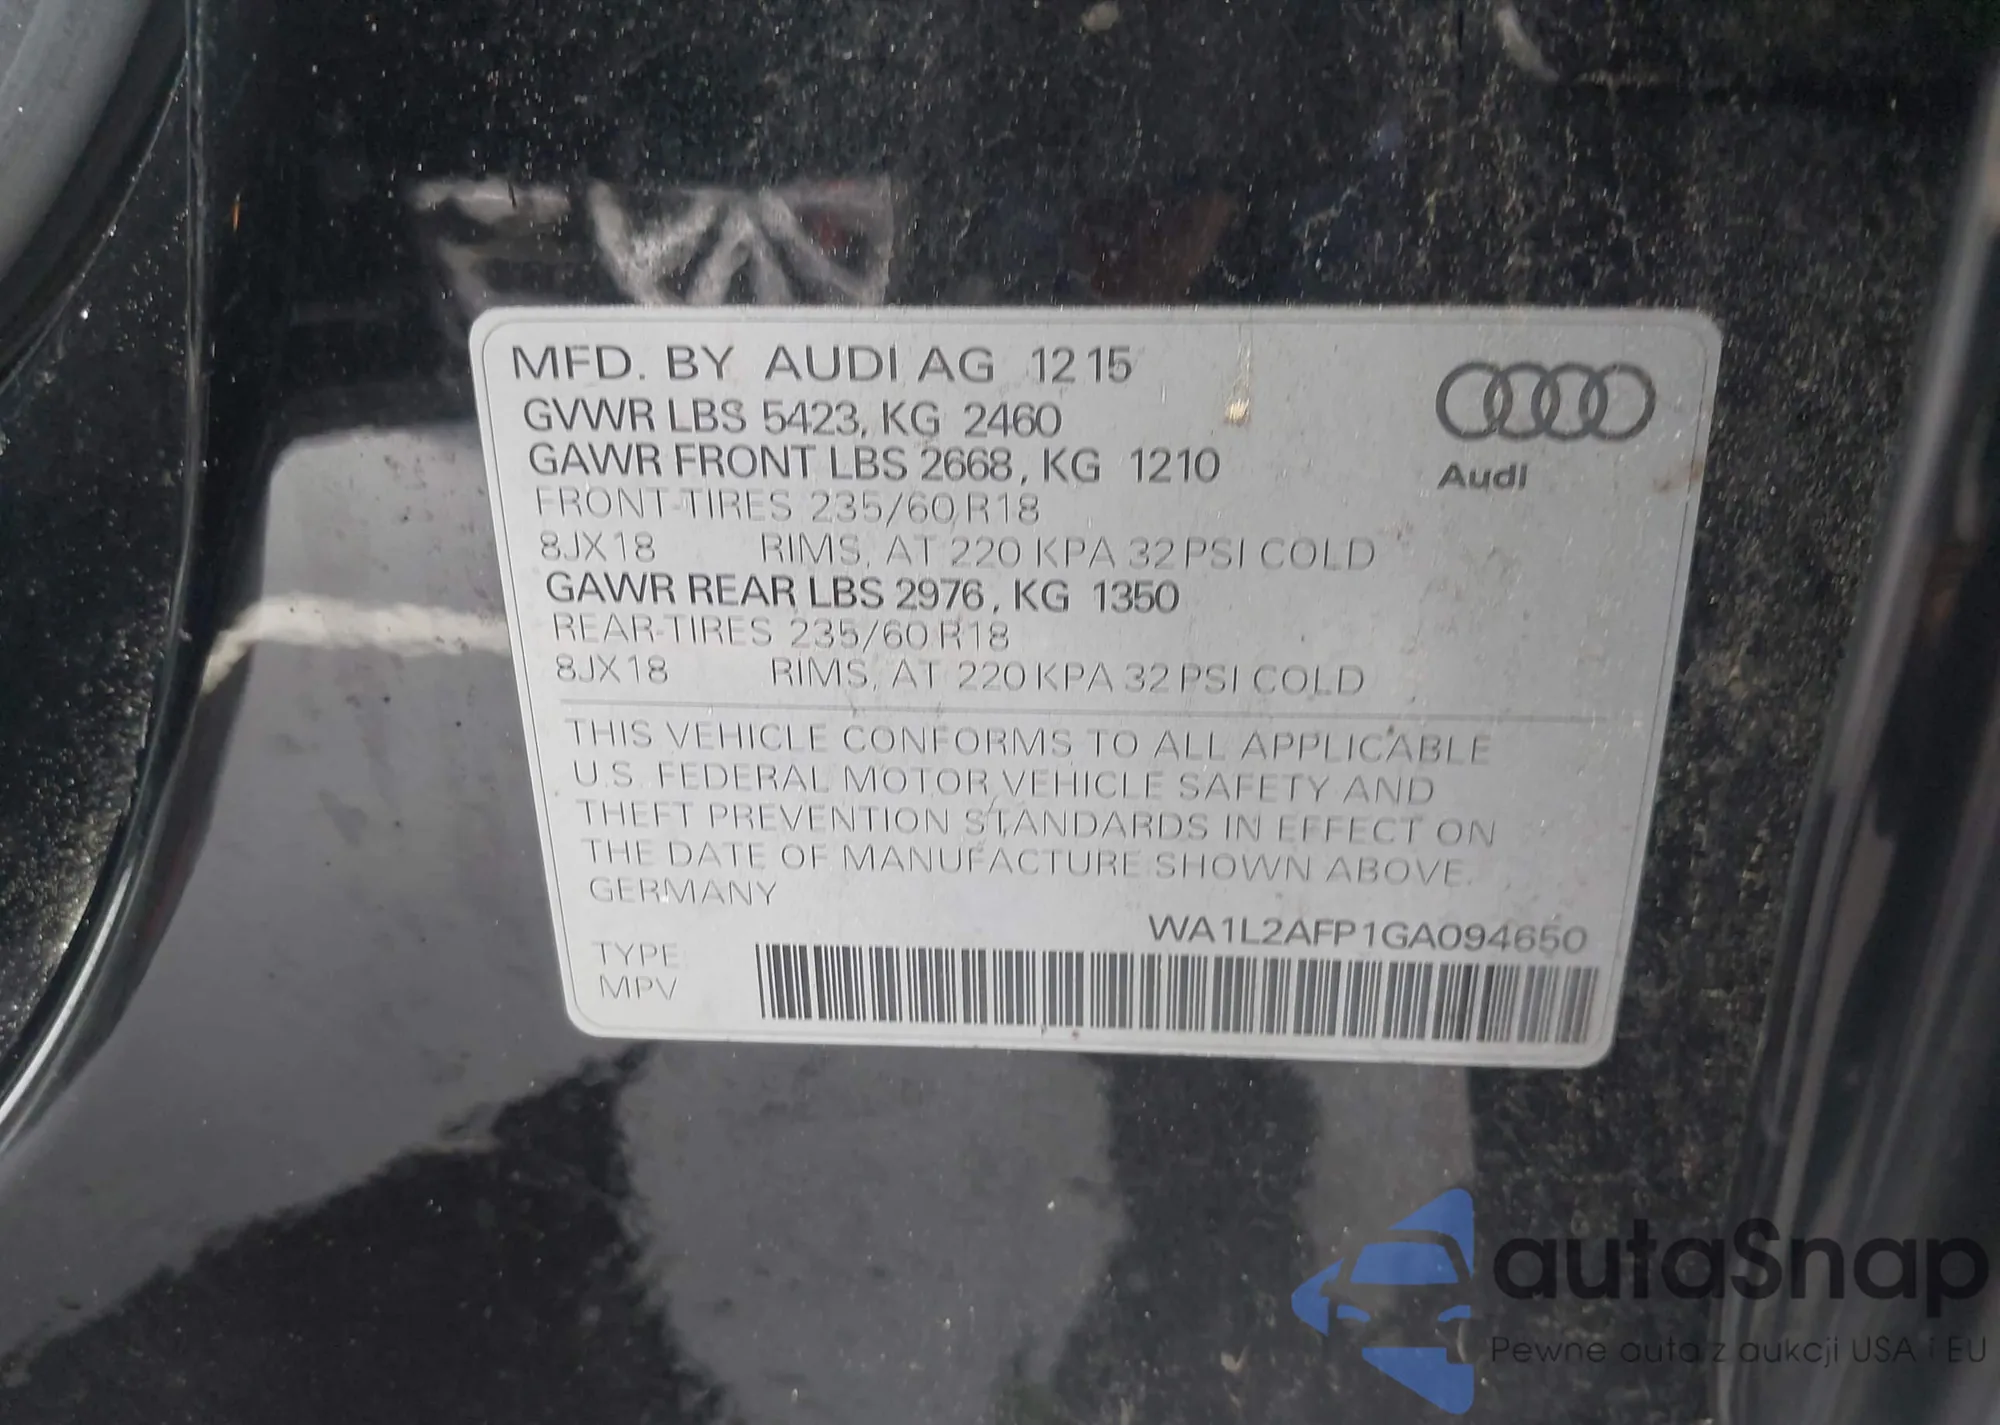 MFD. BY AUDI AG 12 15
GVWR LBS 5423, KG 2460
GAWR FRONT LBS 2668, KG 1210
FRONT-TIRES 235/60 R18
8JX18 RIMS, AT 220 KPA 32 PSI COLD
GAWR REAR LBS 2976, KG 1350
REAR-TIRES 235/60 R18
8JX18 RIMS, AT 220 KPA 32 PSI COLD
Audi
THIS VEHICLE CONFORMS TO ALL APPLICABLE
U.S. FEDERAL MOTOR VEHICLE SAFETY AND
THEFT PREVENTION STANDARDS IN EFFECT ON
THE DATE OF MANUFACTURE SHOWN ABOVE.
GERMANY
WA1L2AFP1GA094650
TYPE
MPV
autaSnap
Pewne auta z aukcji USA i EU